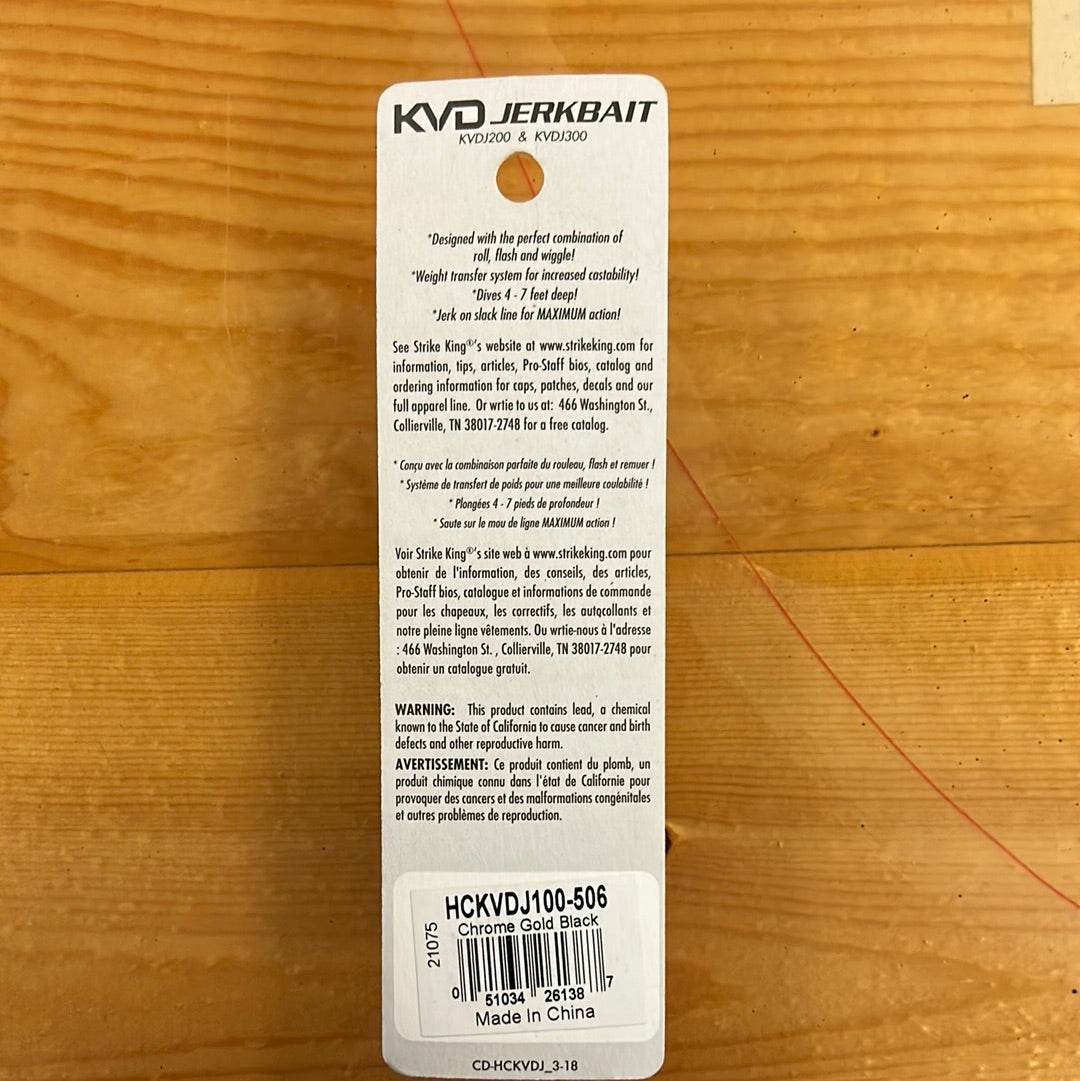 KVD JERKBAIT
KVDJ200 & KVDJ300
*Designed with the perfect combination of
roll, flash and wiggle!
*Weight transfer system for increased castability!
*Dives 4 - 7 feet deep!
*Jerk on slack line for MAXIMUM action!
See Strike King®'s website at www.strikeking.com for
information, tips, articles, Pro-Staff bios, catalog and
ordering information for caps, patches, decals and our
full apparel line. Or wrtie to us at: 466 Washington St.,
Collierville, TN 38017-2748 for a free catalog.
* Conçu avec la combinaison parfaite du rouleau, flash et remuer !
* Système de transfert de poids pour une meilleure coulabilité !
* Plongées 4 - 7 pieds de profondeur !
* Saute sur le mou de ligne MAXIMUM action !
Voir Strike King®'s site web à www.strikeking.com pour
obtenir de l'information, des conseils, des articles,
Pro-Staff bios, catalogue et informations de commande
pour les chapeaux, les correctifs, les autocollants et
notre pleine ligne vêtements. Ou wrtie-nous à l'adresse
: 466 Washington St. , Collierville, TN 38017-2748 pour
obtenir un catalogue gratuit.
WARNING: This product contains lead, a chemical
known to the State of California to cause cancer and birth
defects and other reproductive harm.
AVERTISSEMENT: Ce produit contient du plomb, un
produit chimique connu dans l'état de Californie pour
provoquer des cancers et des malformations congénitales
et autres problèmes de reproduction.
HCKVDJ100-506
Chrome Gold Black
21075
0 51034 26138 7
Made In China
CD-HCKVDJ_3-18